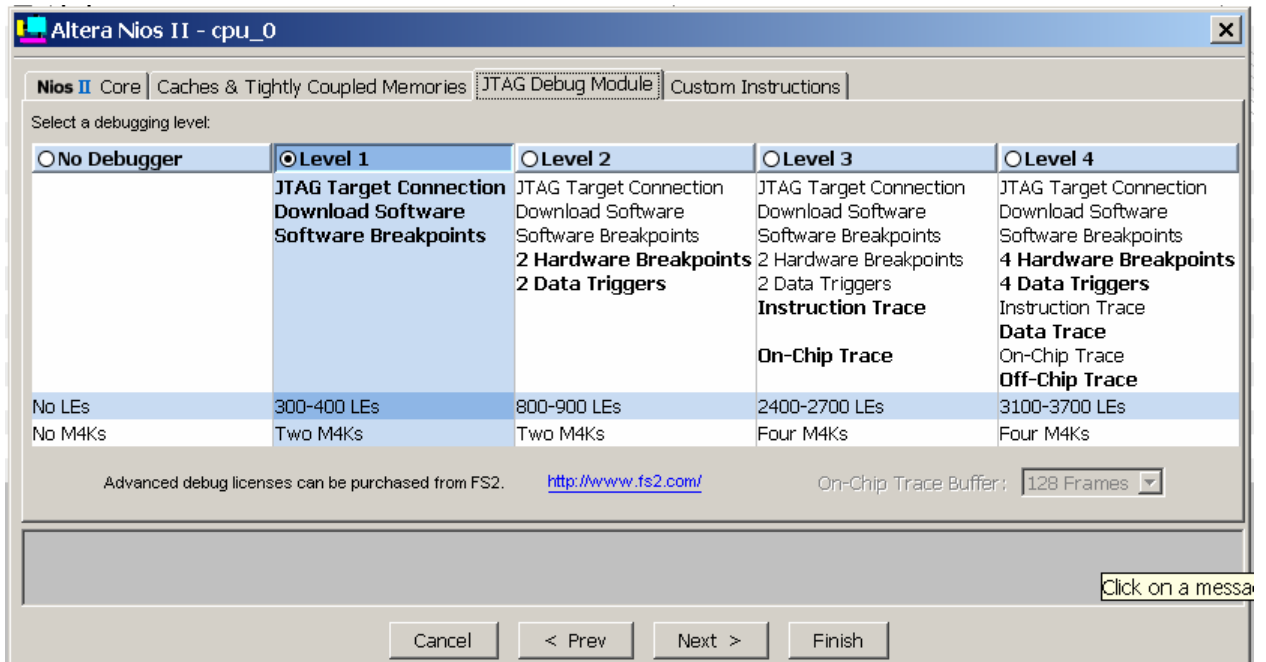 Altera Nios II - cpu_0
Nios II Core Caches & Tightly Coupled Memories JTAG Debug Module Custom Instructions
Select a debugging level:
No Debugger Level 1 Level 2 Level 3 Level 4
JTAG Target Connection JTAG Target Connection JTAG Target Connection JTAG Target Connection
Download Software Download Software Download Software Download Software
Software Breakpoints Software Breakpoints Software Breakpoints Software Breakpoints
2 Hardware Breakpoints 2 Hardware Breakpoints 4 Hardware Breakpoints
2 Data Triggers 2 Data Triggers 4 Data Triggers
Instruction Trace Instruction Trace
Data Trace
On-Chip Trace On-Chip Trace
Off-Chip Trace
No LEs 300-400 LEs 800-900 LEs 2400-2700 LEs 3100-3700 LEs
No M4Ks Two M4Ks Two M4Ks Four M4Ks Four M4Ks
Advanced debug licenses can be purchased from FS2. http://www.fs2.com/ On-Chip Trace Buffer: 128 Frames
Click on a messa
Cancel < Prev Next > Finish